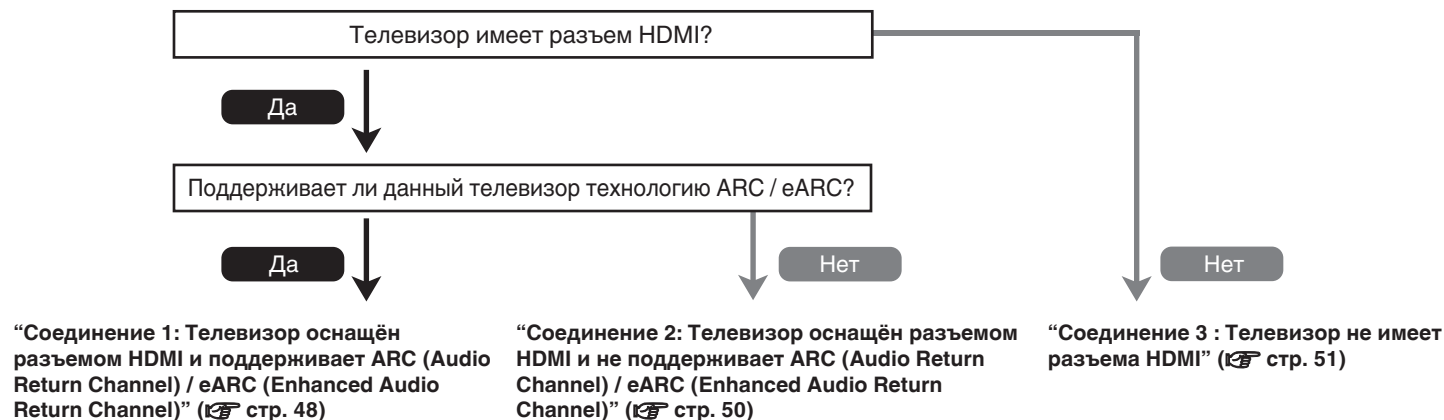 Телевизор имеет разъем HDMI?
Да
Поддерживает ли данный телевизор технологию ARC / eARC?
Да
Нет
Нет
“Соединение 1: Телевизор оснащён
разъемом HDMI и поддерживает ARC (Audio
Return Channel) / eARC (Enhanced Audio
Return Channel)” (☞ стр. 48)
“Соединение 2: Телевизор оснащён разъемом
HDMI и не поддерживает ARC (Audio Return
Channel) / eARC (Enhanced Audio Return
Channel)” (☞ стр. 50)
“Соединение 3 : Телевизор не имеет
разъема HDMI” (☞ стр. 51)